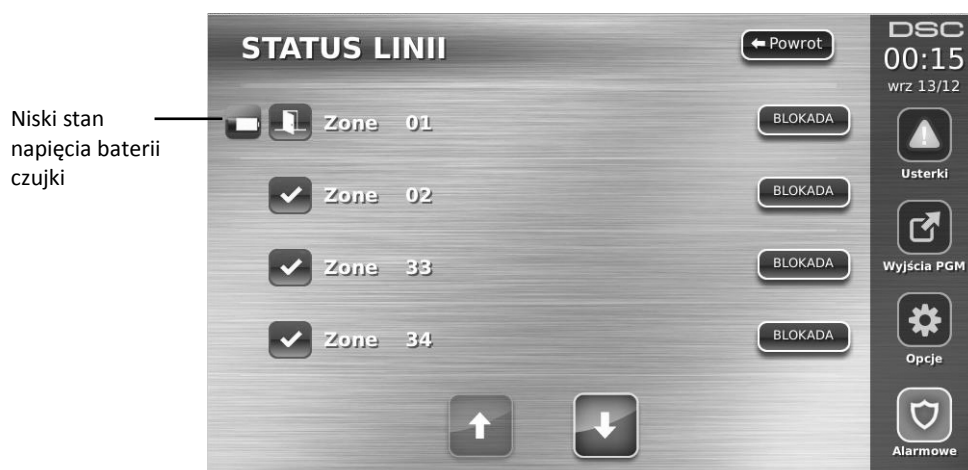 Niski stan
napięcia baterii
czujki
STATUS LINII
Powrot
Zone 01
BLOKADA
Zone 02
BLOKADA
Zone 33
BLOKADA
Zone 34
BLOKADA
DSC
00:15
wrz 13/12
Usterki
Wyjścia PGM
Opcje
Alarmowe